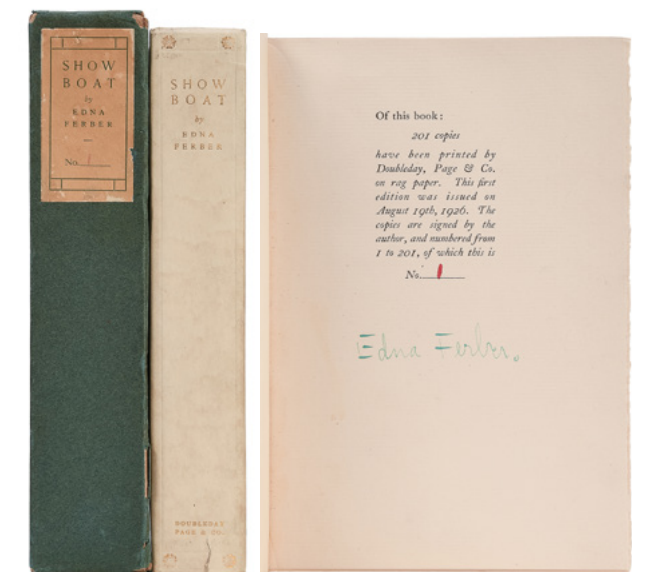 SHOW
BOAT
by
EDNA
FERBER
No. 1
SHOW
BOAT
by
EDNA
FERBER
DOUBLEDAY
PAGE & CO.
Of this book:
201 copies
have been printed by
Doubleday, Page & Co.
on rag paper. This first
edition was issued on
August 19th, 1926. The
copies are signed by the
author, and numbered from
1 to 201, of which this is
No. 1
Edna Ferber.